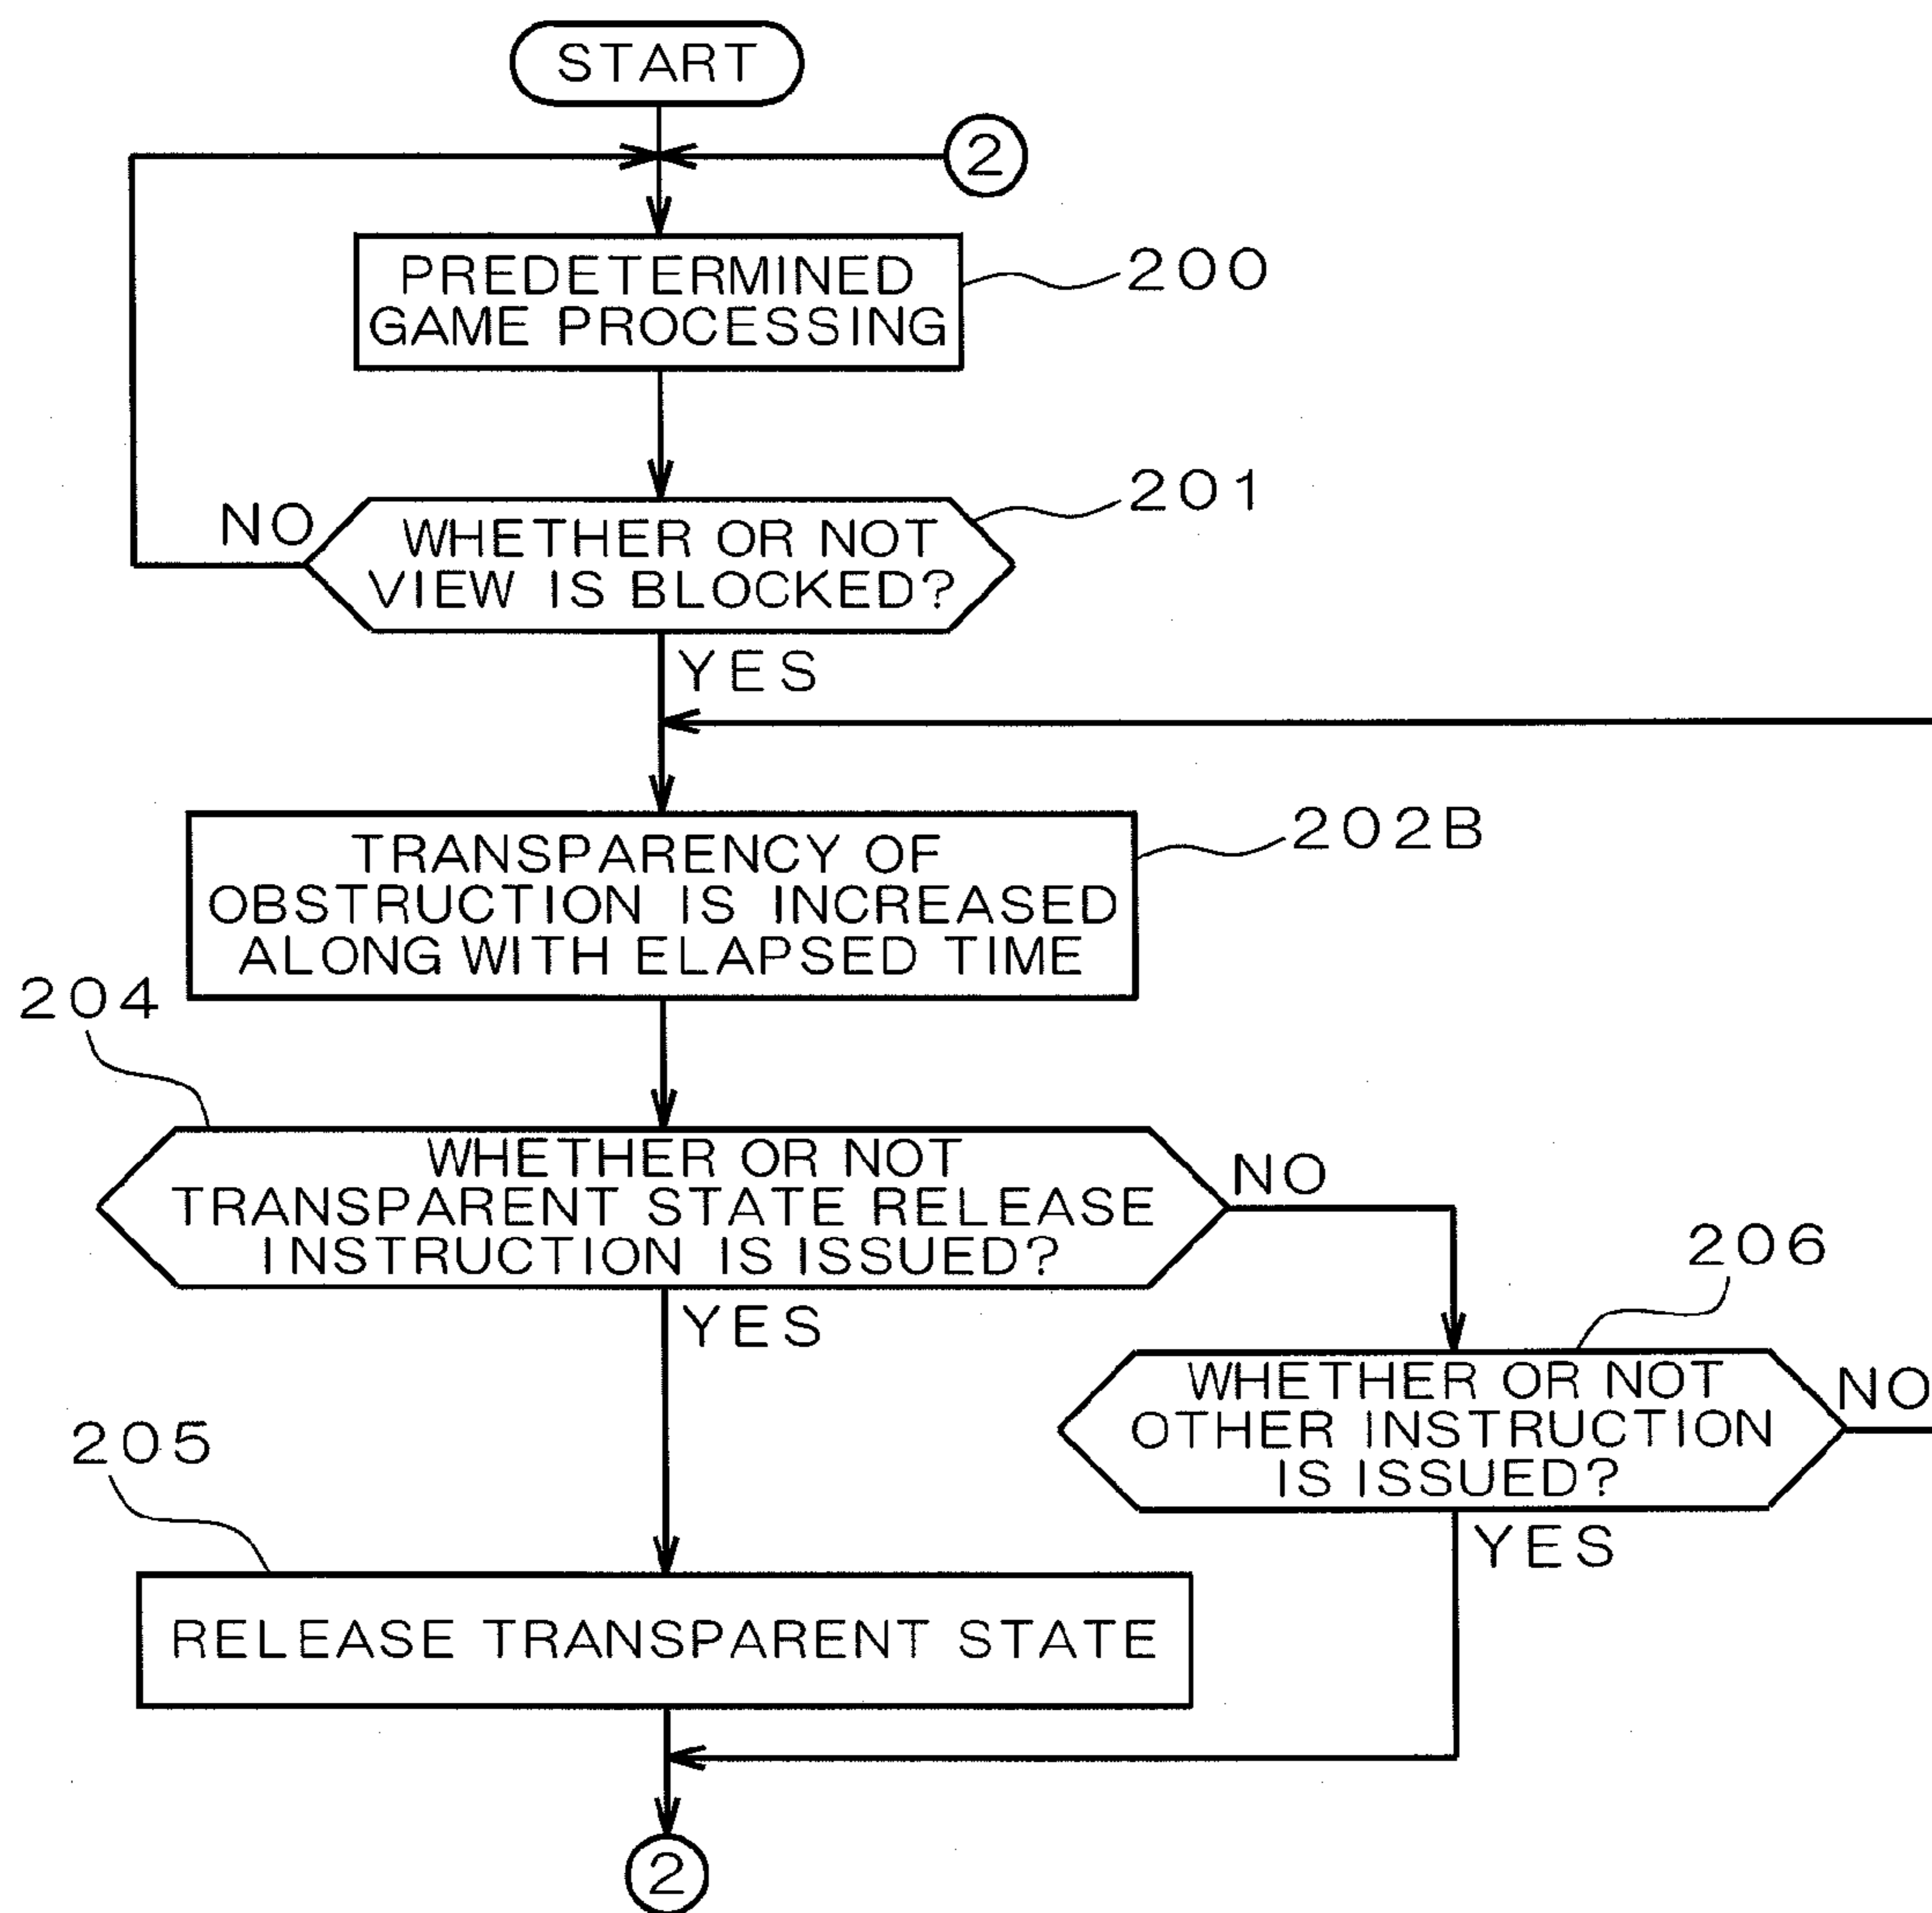 START
2
PREDETERMINED
GAME PROCESSING
200
201
NO
WHETHER OR NOT
VIEW IS BLOCKED?
YES
202B
TRANSPARENCY OF
OBSTRUCTION IS INCREASED
ALONG WITH ELAPSED TIME
204
WHETHER OR NOT
TRANSPARENT STATE RELEASE
INSTRUCTION IS ISSUED?
NO
YES
206
WHETHER OR NOT
OTHER INSTRUCTION
IS ISSUED?
NO
YES
205
RELEASE TRANSPARENT STATE
2